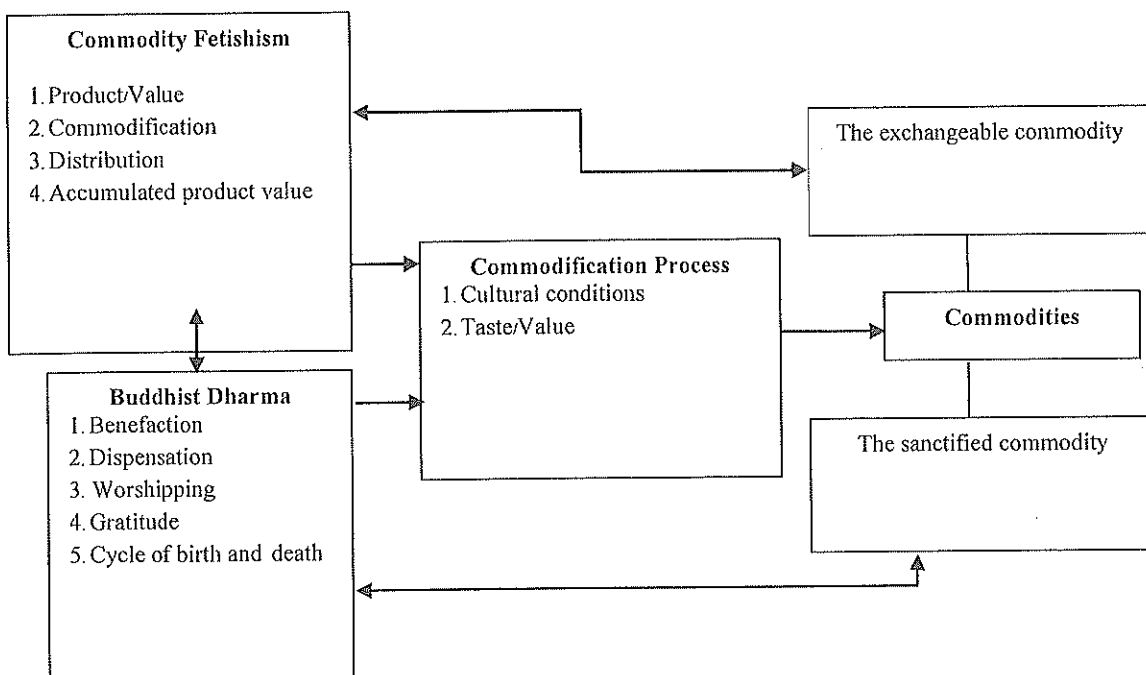 Commodity Fetishism
1. Product/Value
2. Commodification
3. Distribution
4. Accumulated product value
The exchangeable commodity
Commodification Process
1. Cultural conditions
2. Taste/Value
Commodities
Buddhist Dharma
1. Benefaction
2. Dispensation
3. Worshipping
4. Gratitude
5. Cycle of birth and death
The sanctified commodity